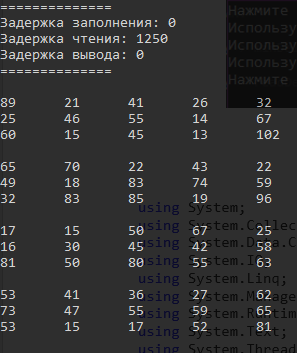 ==============
Задержка заполнения: 0
Задержка чтения: 1250
Задержка вывода: 0
==============
Нажмите
Использу
Использу
Использу
Нажмите
89 21 41 26 32
25 46 55 14 67
60 15 45 13 102
65 70 22 43 22
49 18 83 74 59
32 83 85 19 96
17 15 50 67 25
16 30 45 42 58
81 50 80 55 63
53 41 36 27 62
73 47 55 59 65
53 15 17 52 81
using System;
using System.Collec
using System.Data.C
using System.IO;
using System.Linq;
using System.Manage
using System.Runtim
using System.Text;
using System.Thread